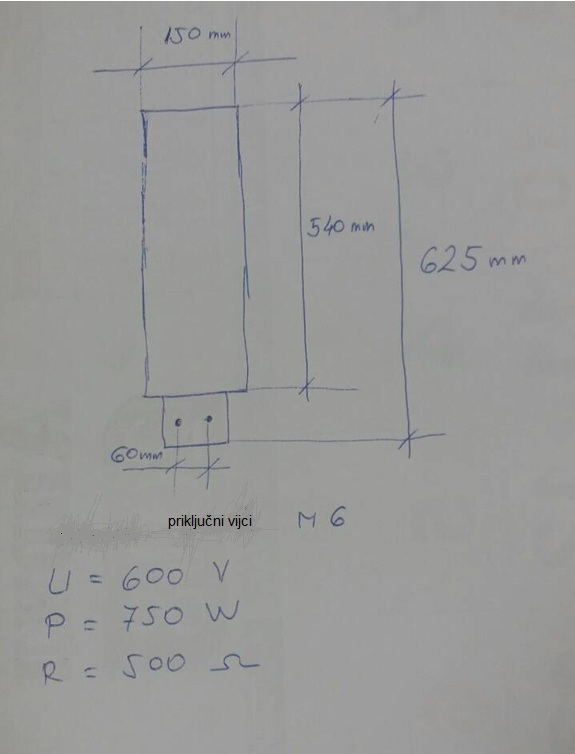 150 mm
540 mm
625 mm
60mm
priključni vijci M 6
U = 600 V
P = 750 W
R = 500 Ω